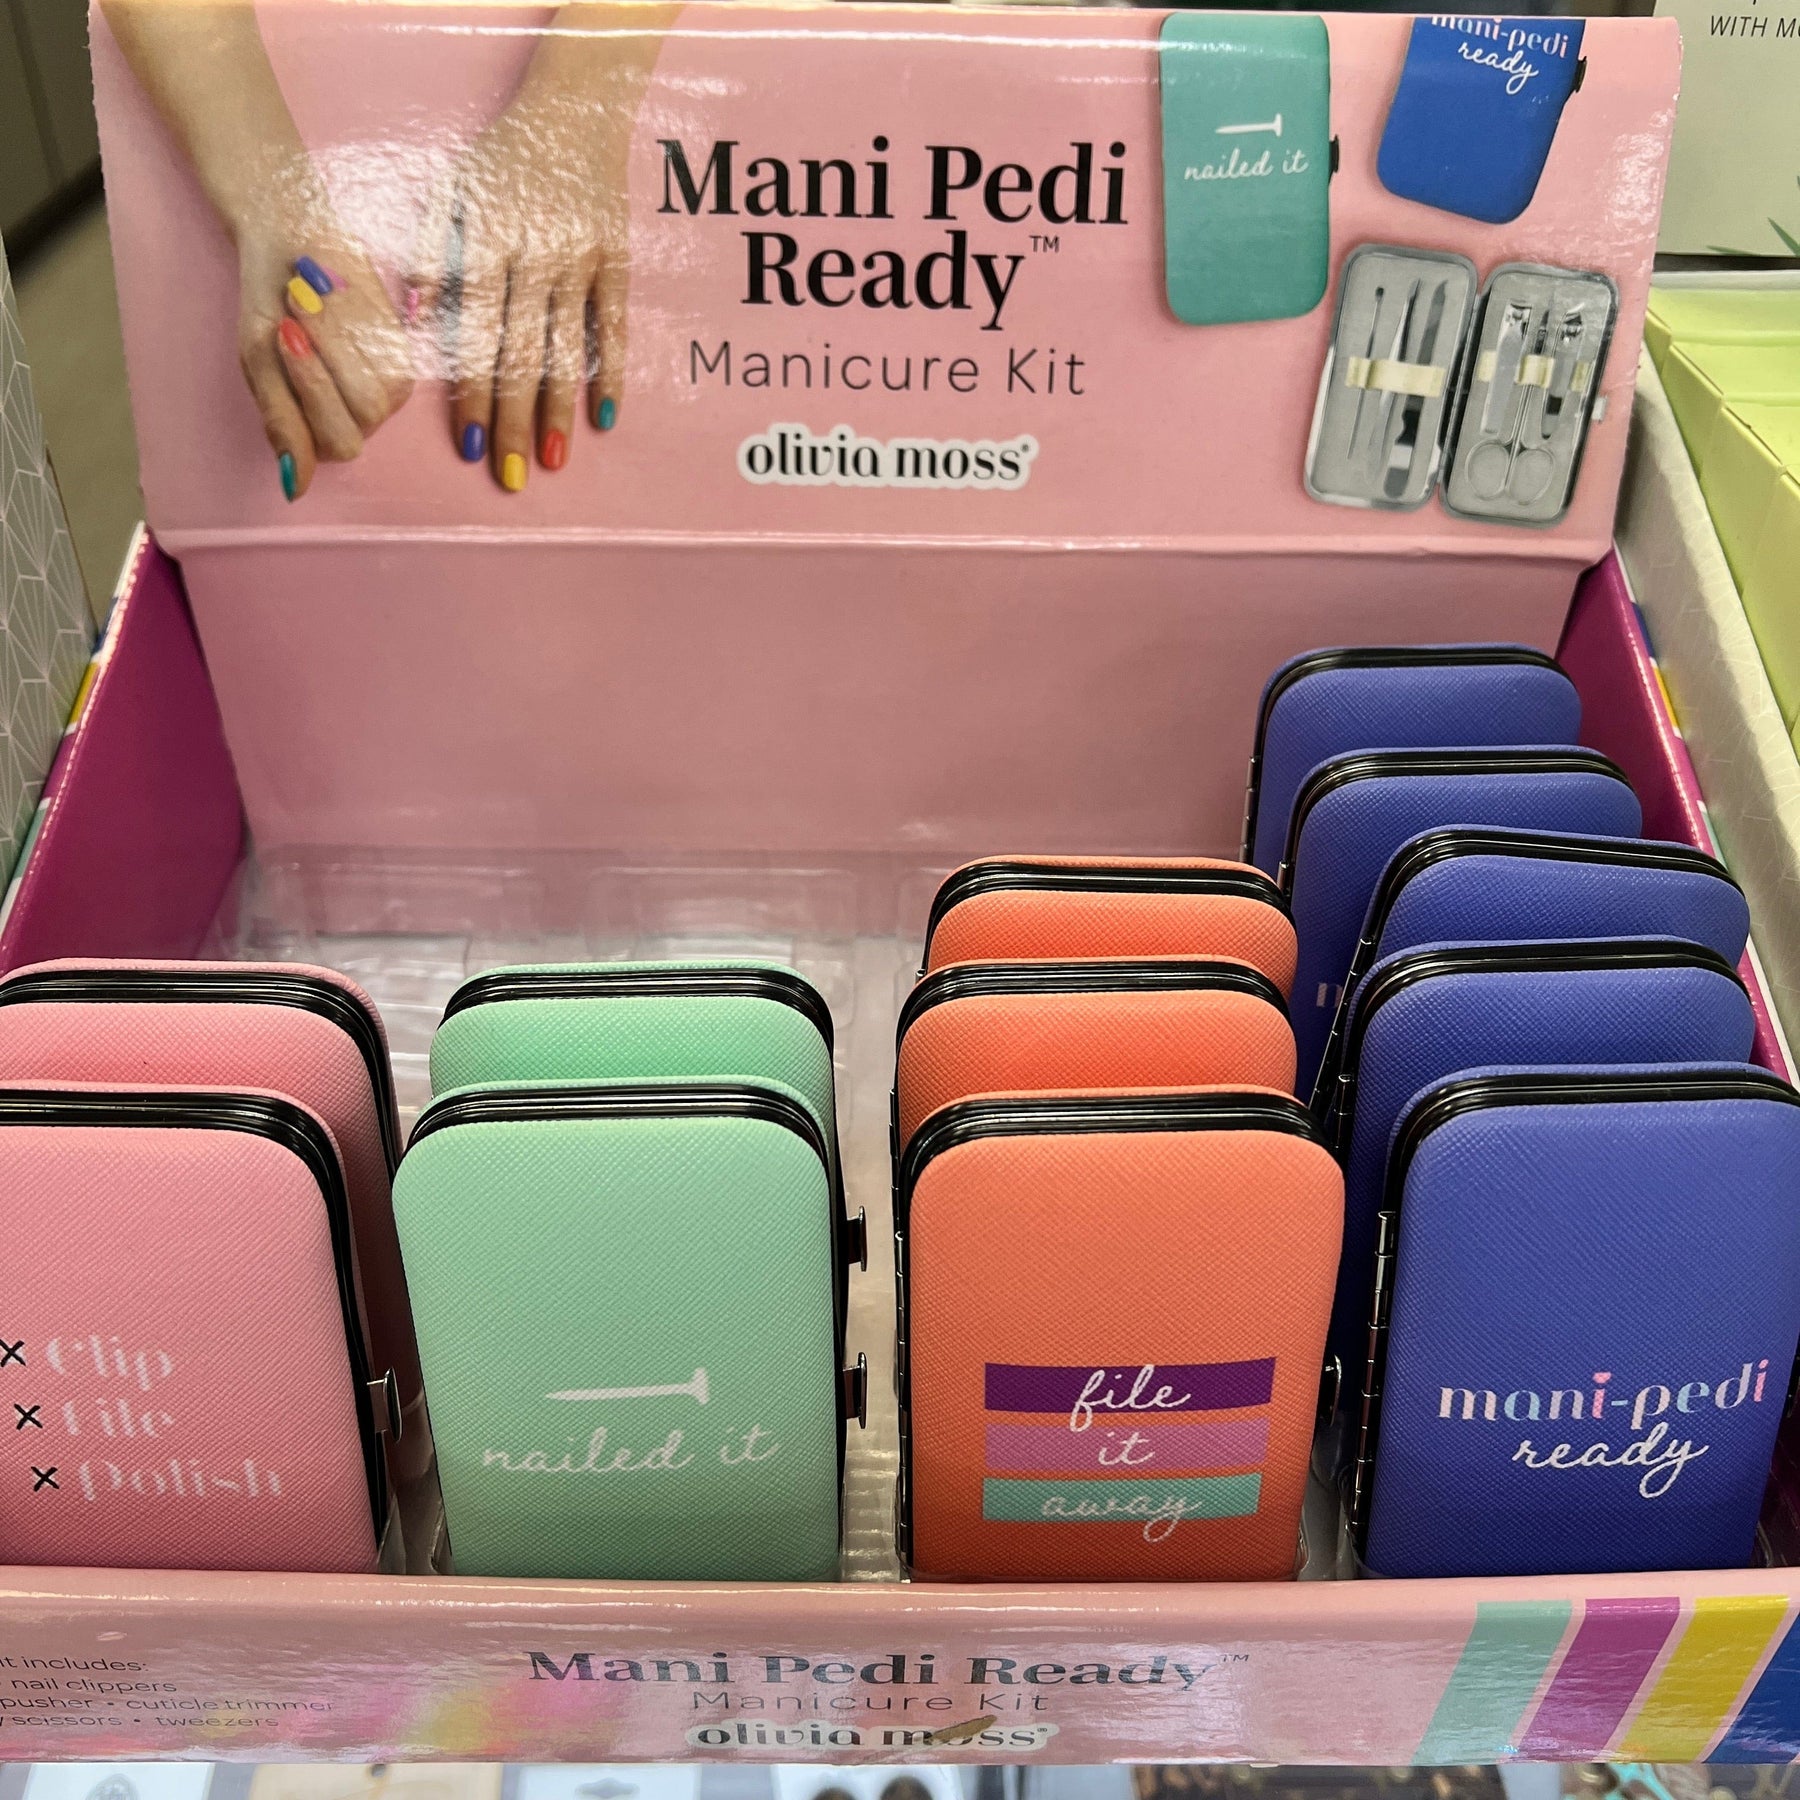 WITH
Mani Pedi
Ready™
Manicure Kit
olivia moss®
nailed it
mani-pedi
ready
× Clip
× File
× Polish
nailed it
file
it
away
mani-pedi
ready
includes:
nail clippers
pusher • cuticle trimmer
scissors • tweezers
Mani Pedi Ready™
Manicure Kit
olivia moss®